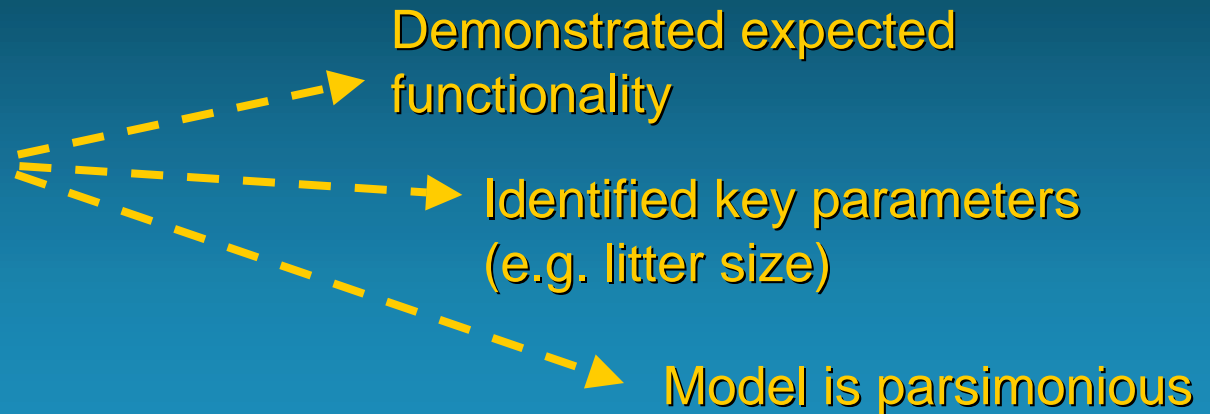 Demonstrated expected
functionality
Identified key parameters
(e.g. litter size)
Model is parsimonious